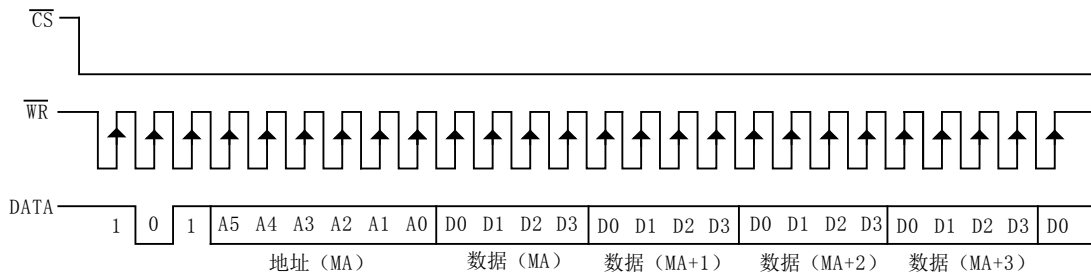 CS
WR
DATA 1 0 1 A5 A4 A3 A2 A1 A0 D0 D1 D2 D3 D0 D1 D2 D3 D0 D1 D2 D3 D0 D1 D2 D3 D0
地址（MA） 数据（MA） 数据（MA+1） 数据（MA+2） 数据（MA+3）